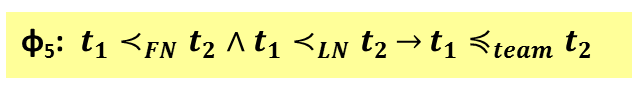 ϕ₅: t₁ ≺_FN t₂ ∧ t₁ ≺_LN t₂ → t₁ ≼_team t₂